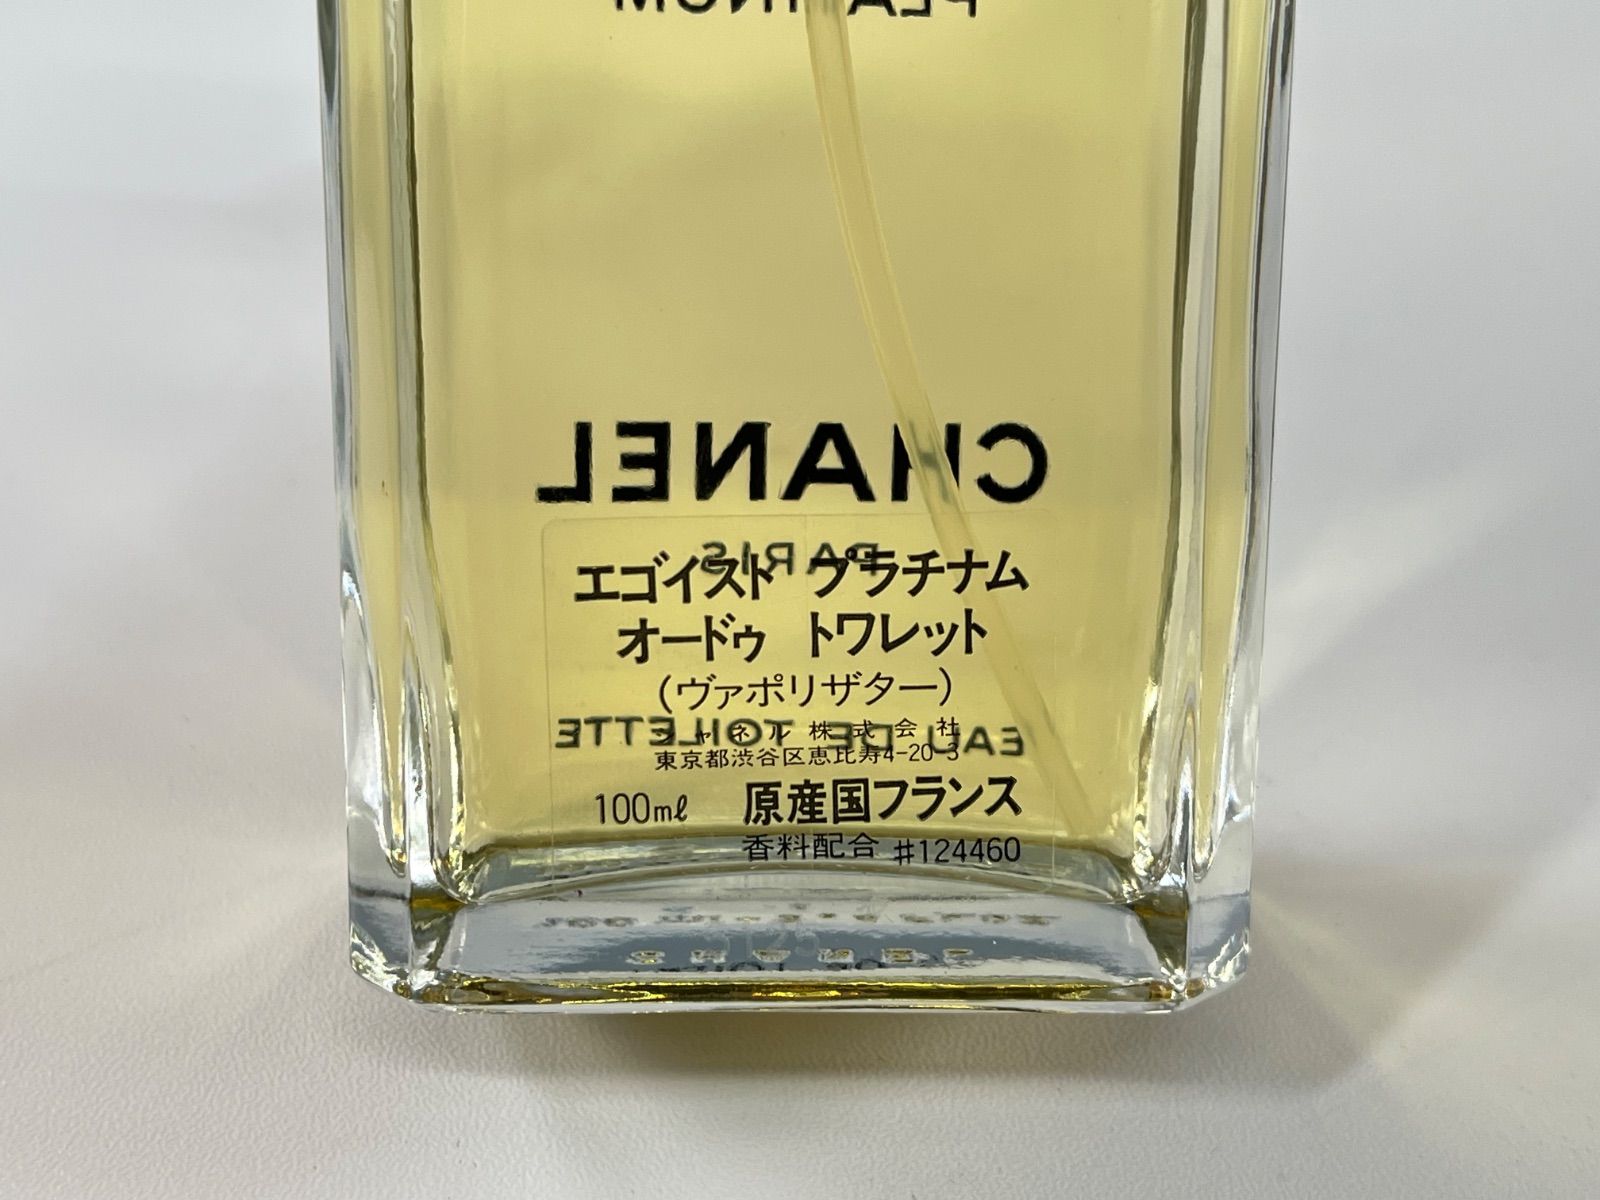 PLATINUM
CHANEL
PARIS
エゴイスト プラチナム
オードゥ トワレット
(ヴァポリザター)
EAU DE TOILETTE
シャネル株式会社
東京都渋谷区恵比寿4-20-3
100mℓ 原産国フランス
香料配合 #124460
5125
CHANEL